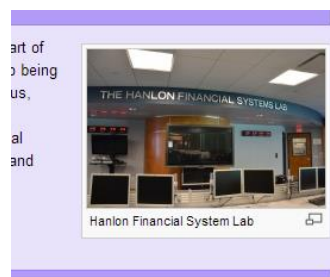 art of
o being
us,
al
and
THE HANLON FINANCIAL SYSTEMS LAB
Hanlon Financial System Lab